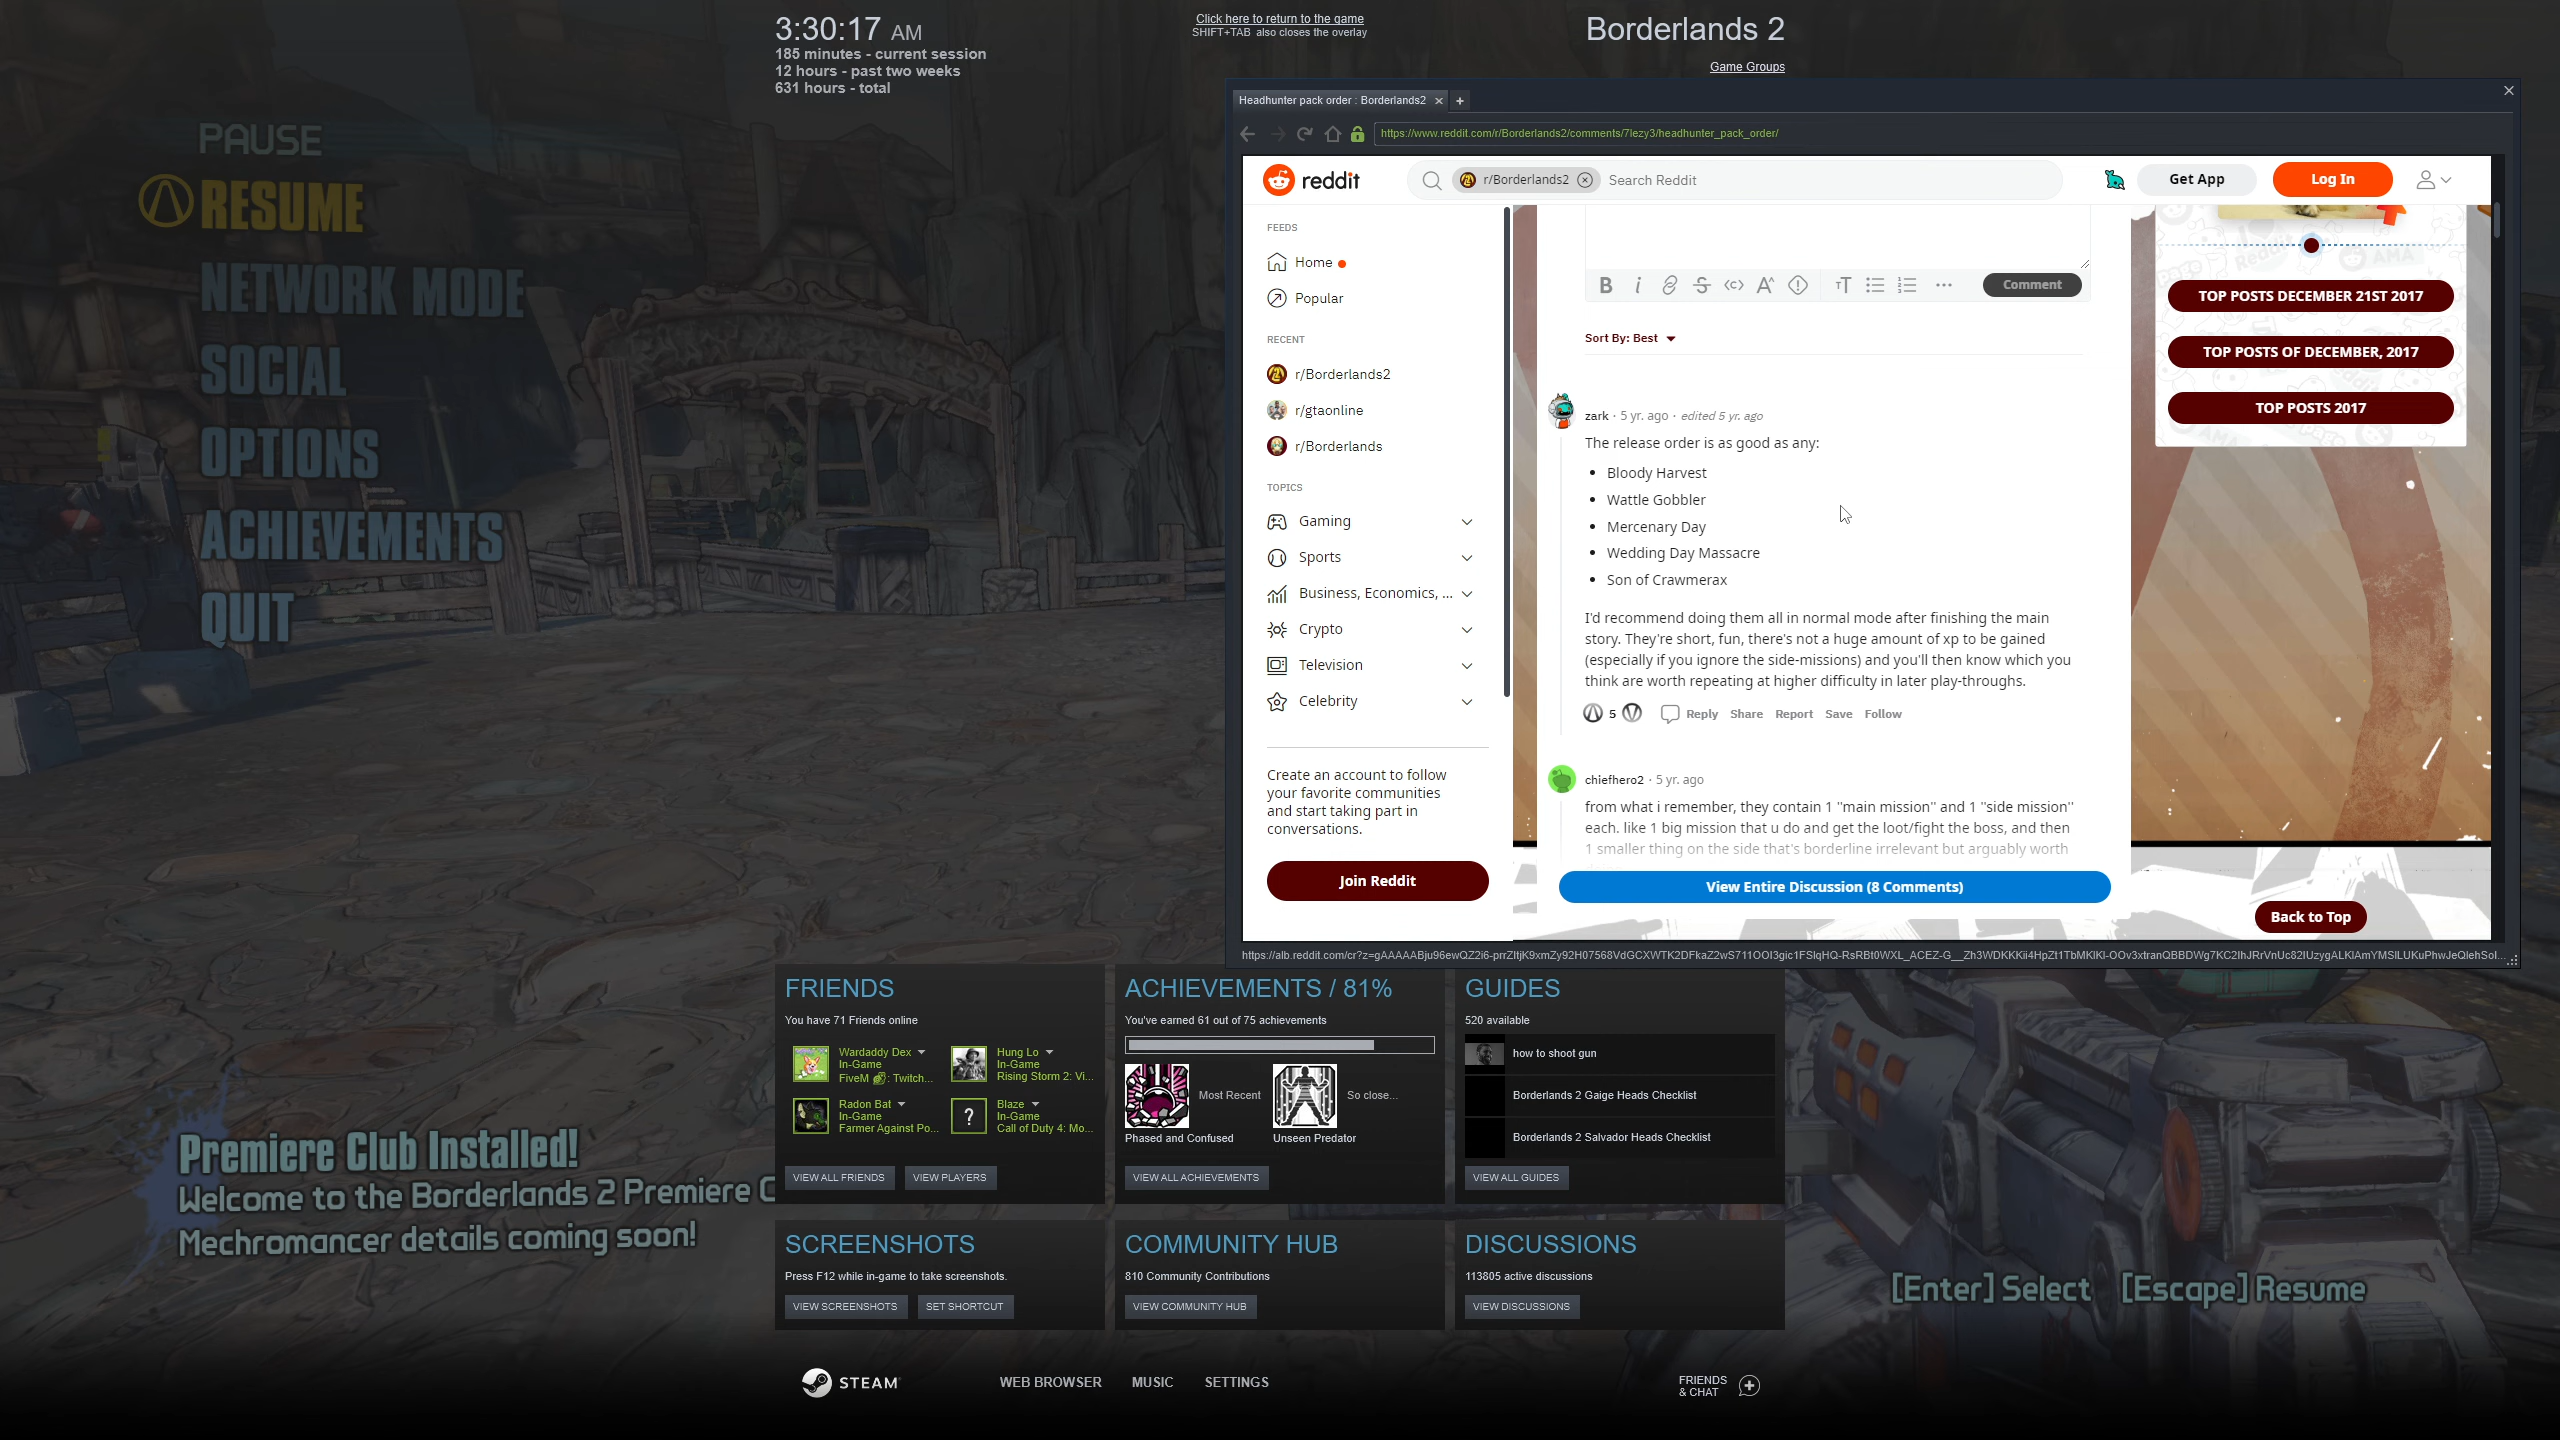 3:30:17 AM
185 minutes - current session
12 hours - past two weeks
631 hours - total
Click here to return to the game
SHIFT+TAB also closes the overlay
Borderlands 2
Game Groups
PAUSE
RESUME
NETWORK MODE
SOCIAL
OPTIONS
ACHIEVEMENTS
QUIT
Headhunter pack order : Borderlands2
https://www.reddit.com/r/Borderlands2/comments/7lezy3/headhunter_pack_order/
reddit
r/Borderlands2
Search Reddit
Get App
Log In
FEEDS
Home
Popular
RECENT
r/Borderlands2
r/gtaonline
r/Borderlands
TOPICS
Gaming
Sports
Business, Economics, ...
Crypto
Television
Celebrity
Create an account to follow
your favorite communities
and start taking part in
conversations.
Join Reddit
Comment
Sort By: Best
zark · 5 yr. ago · edited 5 yr. ago
The release order is as good as any:
• Bloody Harvest
• Wattle Gobbler
• Mercenary Day
• Wedding Day Massacre
• Son of Crawmerax
I'd recommend doing them all in normal mode after finishing the main
story. They're short, fun, there's not a huge amount of xp to be gained
(especially if you ignore the side-missions) and you'll then know which you
think are worth repeating at higher difficulty in later play-throughs.
5
Reply Share Report Save Follow
chiefhero2 · 5 yr. ago
from what i remember, they contain 1 "main mission" and 1 "side mission"
each. like 1 big mission that u do and get the loot/fight the boss, and then
1 smaller thing on the side that's borderline irrelevant but arguably worth
View Entire Discussion (8 Comments)
TOP POSTS DECEMBER 21ST 2017
TOP POSTS OF DECEMBER, 2017
TOP POSTS 2017
Back to Top
FRIENDS
You have 71 Friends online
Wardaddy Dex
In-Game
FiveM : Twitch...
Hung Lo
In-Game
Rising Storm 2: Vi...
Radon Bat
In-Game
Farmer Against Po...
?
Blaze
In-Game
Call of Duty 4: Mo...
VIEW ALL FRIENDS
VIEW PLAYERS
ACHIEVEMENTS / 81%
You've earned 61 out of 75 achievements
Most Recent
So close...
Phased and Confused
Unseen Predator
VIEW ALL ACHIEVEMENTS
GUIDES
520 available
how to shoot gun
Borderlands 2 Gaige Heads Checklist
Borderlands 2 Salvador Heads Checklist
VIEW ALL GUIDES
Premiere Club Installed!
Welcome to the Borderlands 2 Premiere C
Mechromancer details coming soon!
SCREENSHOTS
Press F12 while in-game to take screenshots.
VIEW SCREENSHOTS
SET SHORTCUT
COMMUNITY HUB
810 Community Contributions
VIEW COMMUNITY HUB
DISCUSSIONS
113805 active discussions
VIEW DISCUSSIONS
[Enter] Select [Escape] Resume
STEAM
WEB BROWSER
MUSIC
SETTINGS
FRIENDS
& CHAT